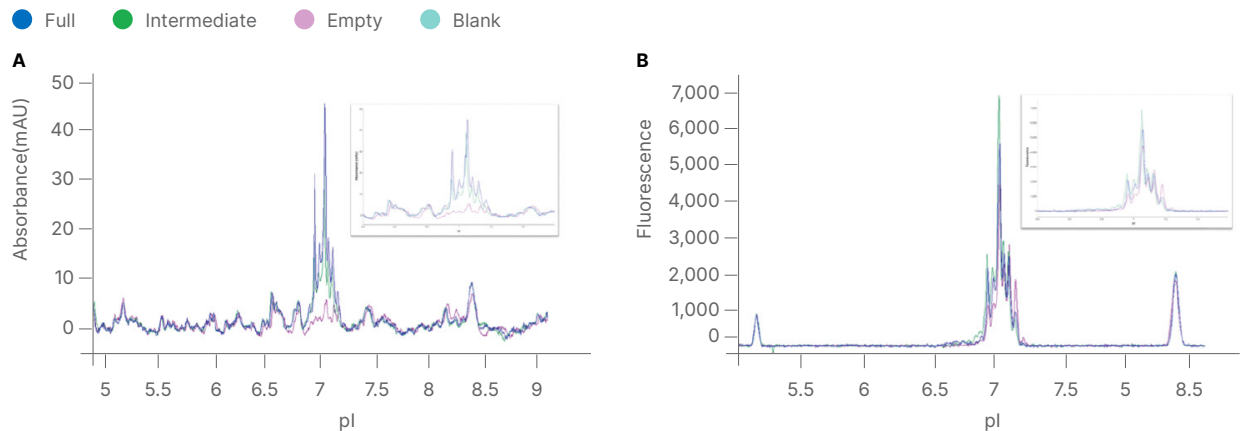 Full Intermediate Empty Blank
A
Absorbance(mAU)
50
40
30
20
10
0
5 5.5 6 6.5 7 7.5 8 8.5 9
pI
B
Fluorescence
7,000
6,000
5,000
4,000
3,000
2,000
1,000
0
5.5 6 6.5 7 7.5 5 8.5
pI